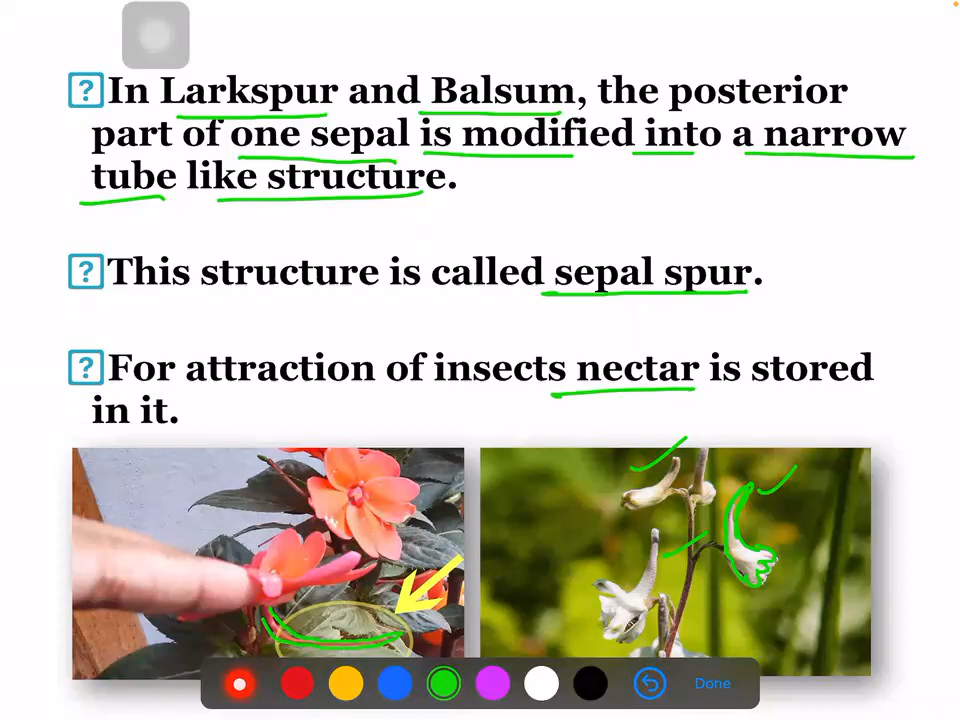 ?In Larkspur and Balsum, the posterior
part of one sepal is modified into a narrow
tube like structure.
?This structure is called sepal spur.
?For attraction of insects nectar is stored
in it.
Done